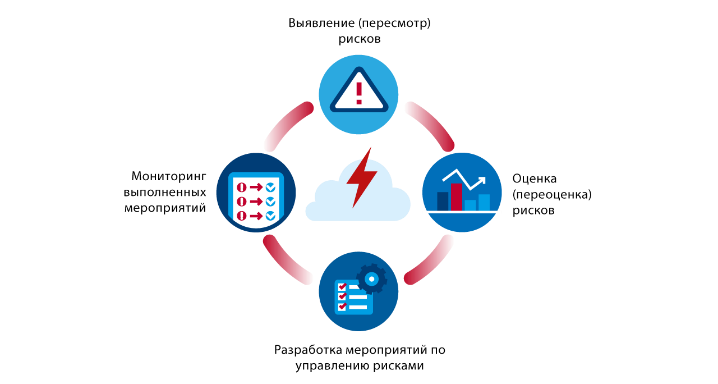 Выявление (пересмотр)
рисков
Мониторинг
выполненных
мероприятий
Оценка
(переоценка)
рисков
Разработка мероприятий по
управлению рисками